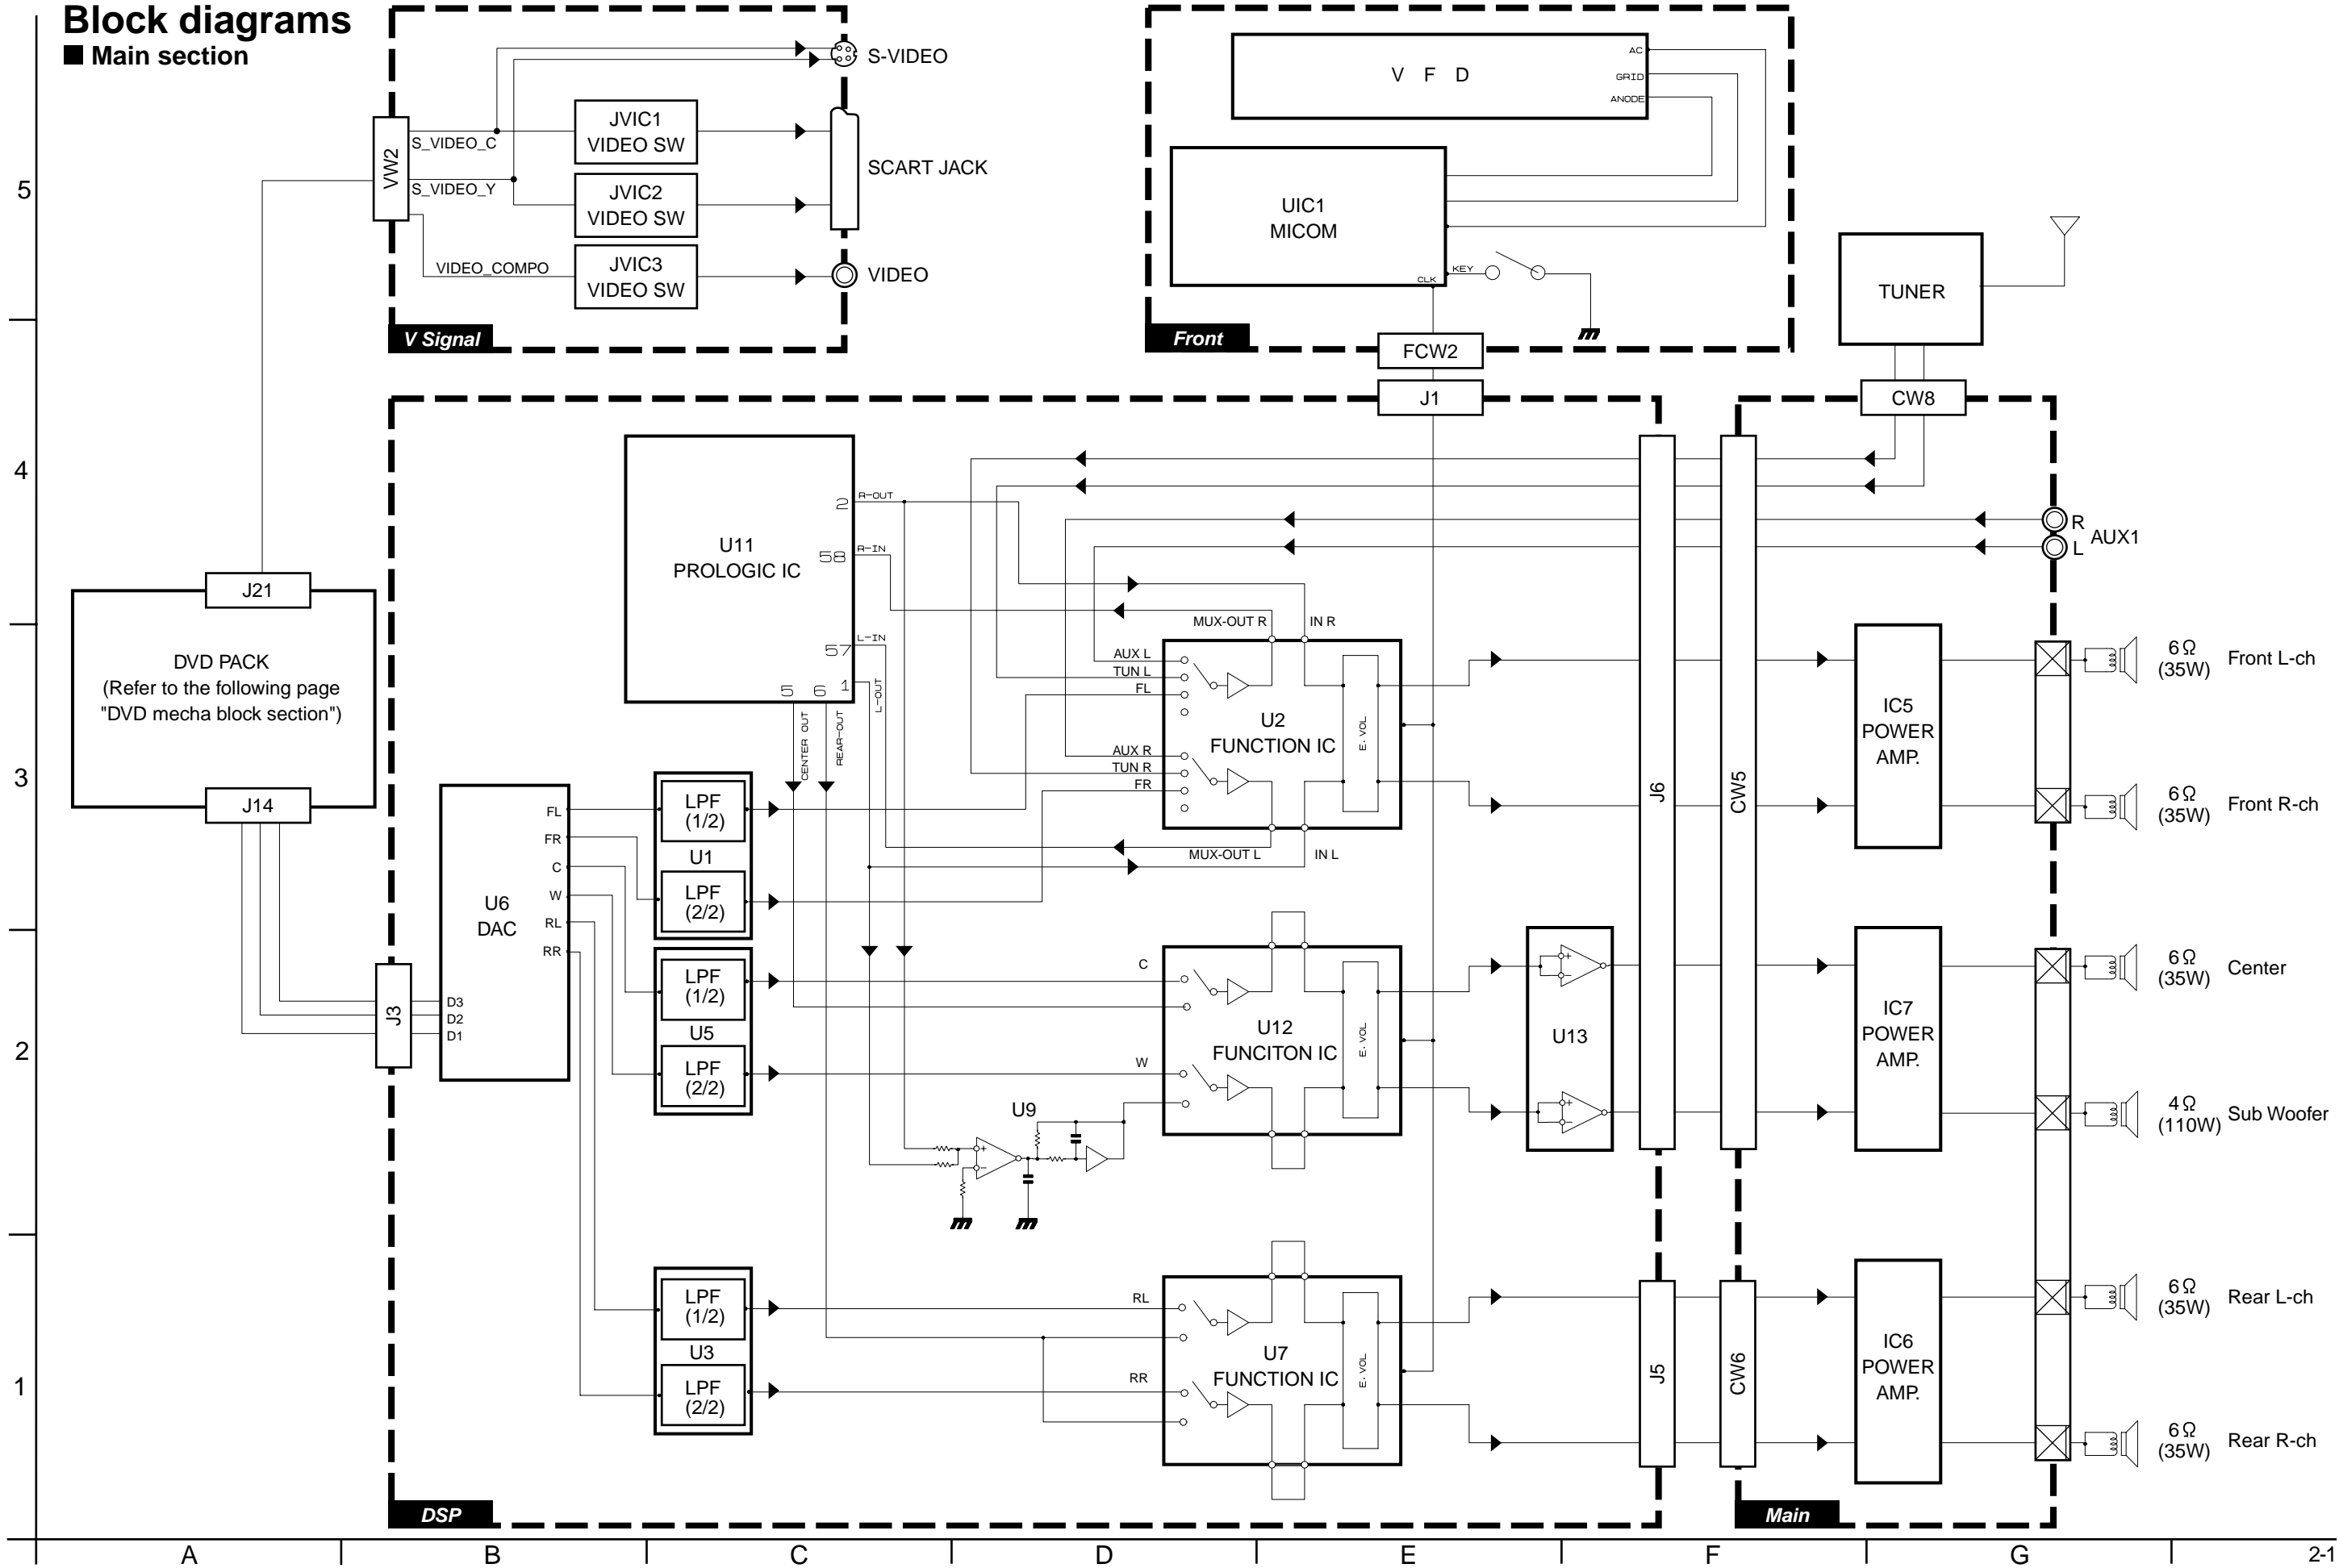 Block diagrams
■ Main section
S-VIDEO
S_VIDEO_C
JVIC1
VIDEO SW
VW2
SCART JACK
S_VIDEO_Y
JVIC2
VIDEO SW
VIDEO_COMPO
JVIC3
VIDEO SW
VIDEO
V Signal
V F D
AC
GRID
ANODE
UIC1
MICOM
CLK
KEY
Front
FCW2
J1
TUNER
CW8
5
4
3
2
1
U11
PROLOGIC IC
2
R-OUT
58
R-IN
57
L-IN
1
L-OUT
5
CENTER OUT
6
REAR-OUT
R
L
AUX1
J21
DVD PACK
(Refer to the following page
"DVD mecha block section")
J14
MUX-OUT R
IN R
AUX L
TUN L
FL
U2
FUNCTION IC
E. VOL
AUX R
TUN R
FR
MUX-OUT L
IN L
J6
CW5
IC5
POWER
AMP.
6Ω
(35W)
Front L-ch
6Ω
(35W)
Front R-ch
U6
DAC
FL
FR
C
W
RL
RR
D3
D2
D1
J3
LPF
(1/2)
U1
LPF
(2/2)
LPF
(1/2)
U5
LPF
(2/2)
C
W
U12
FUNCITON IC
E. VOL
U9
+
−
U13
+
−
+
−
IC7
POWER
AMP.
6Ω
(35W)
Center
4Ω
(110W)
Sub Woofer
LPF
(1/2)
U3
LPF
(2/2)
RL
RR
U7
FUNCTION IC
E. VOL
J5
CW6
IC6
POWER
AMP.
6Ω
(35W)
Rear L-ch
6Ω
(35W)
Rear R-ch
DSP
Main
A
B
C
D
E
F
G
2-1